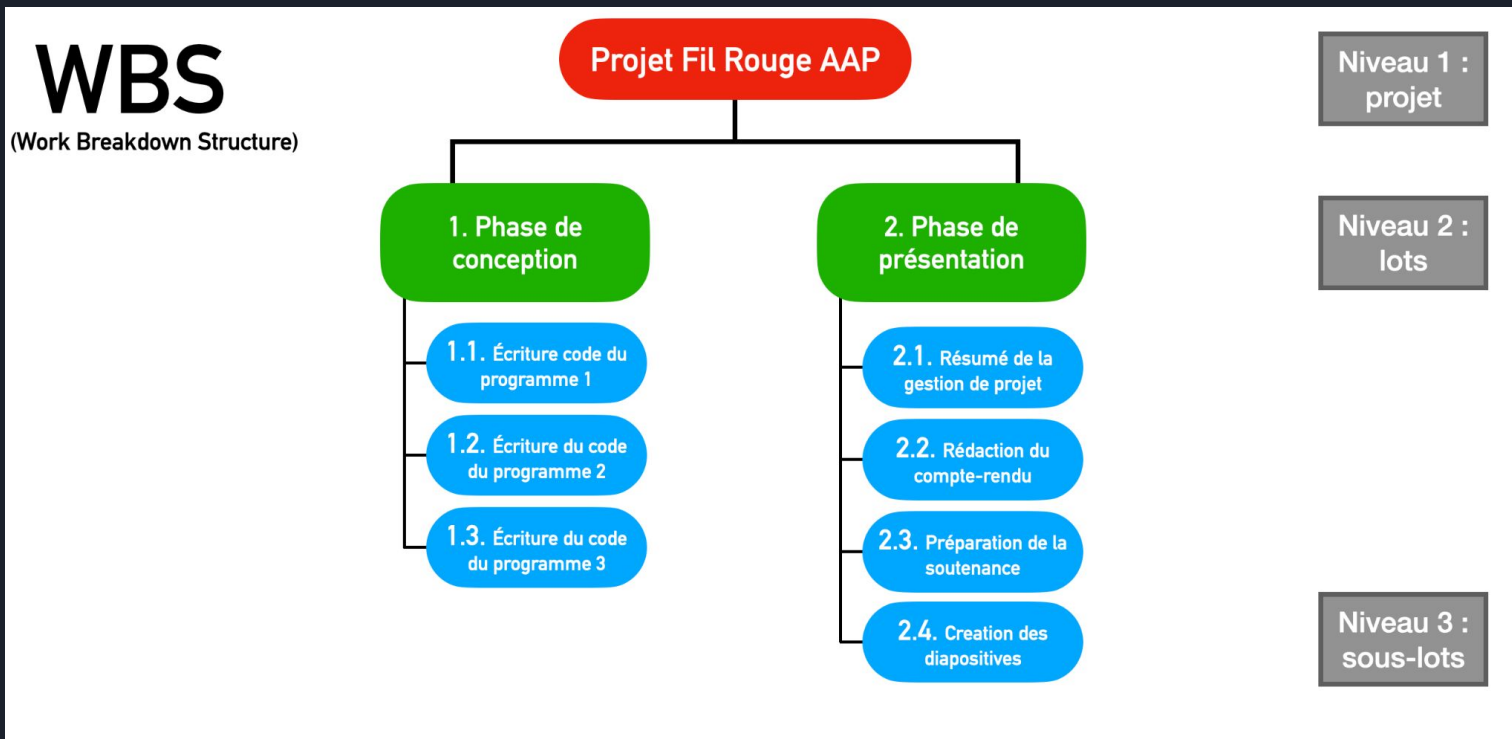 WBS
(Work Breakdown Structure)
Projet Fil Rouge AAP
Niveau 1 :
projet
1. Phase de
conception
2. Phase de
présentation
Niveau 2 :
lots
1.1. Écriture code du
programme 1
1.2. Écriture du code
du programme 2
1.3. Écriture du code
du programme 3
2.1. Résumé de la
gestion de projet
2.2. Rédaction du
compte-rendu
2.3. Préparation de la
soutenance
2.4. Creation des
diapositives
Niveau 3 :
sous-lots